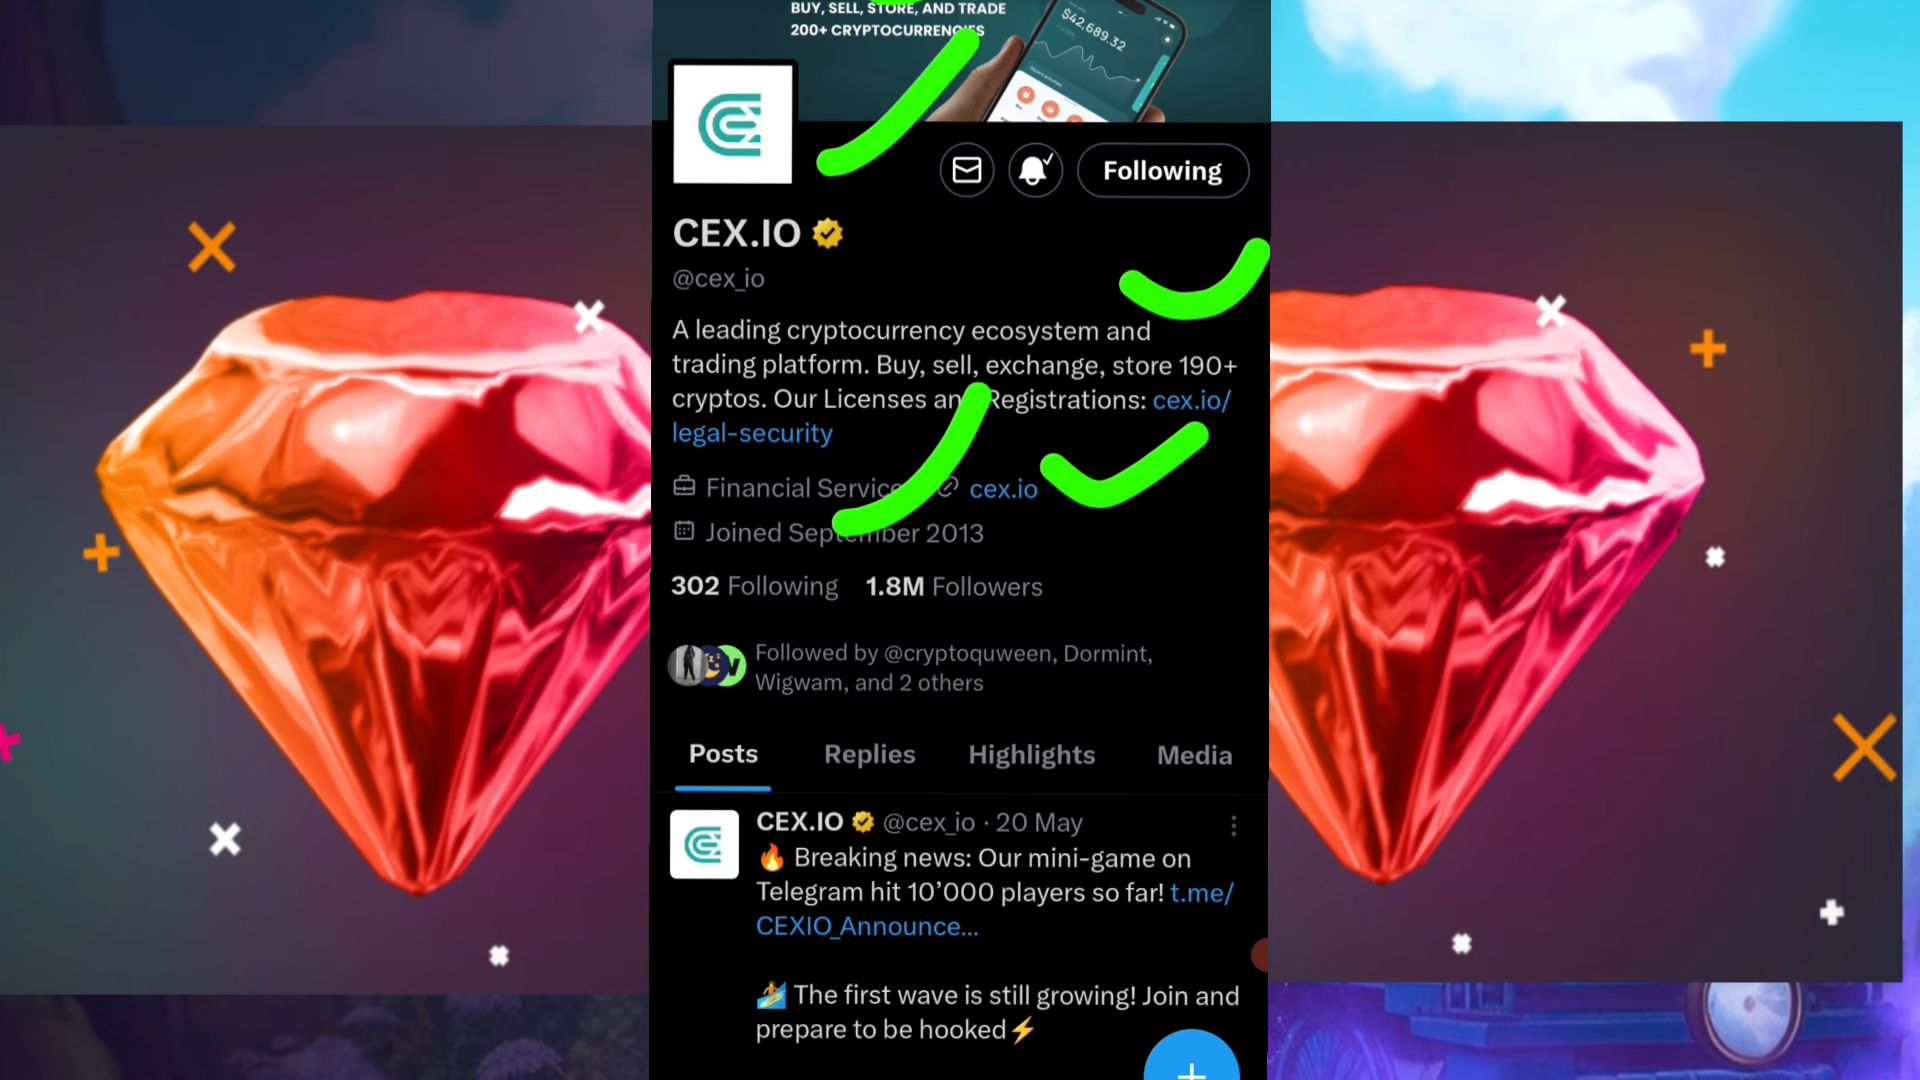 BUY, SELL, STORE, AND TRADE
200+ CRYPTOCURRENCIES
$42,689.32
Following
CEX.IO
@cex_io
A leading cryptocurrency ecosystem and
trading platform. Buy, sell, exchange, store 190+
cryptos. Our Licenses and Registrations: cex.io/
legal-security
Financial Services cex.io
Joined September 2013
302 Following 1.8M Followers
Followed by @cryptoquween, Dormint,
Wigwam, and 2 others
Posts Replies Highlights Media
CEX.IO @cex_io · 20 May
🔥 Breaking news: Our mini-game on
Telegram hit 10’000 players so far! t.me/
CEXIO_Announce...
🏄 The first wave is still growing! Join and
prepare to be hooked⚡